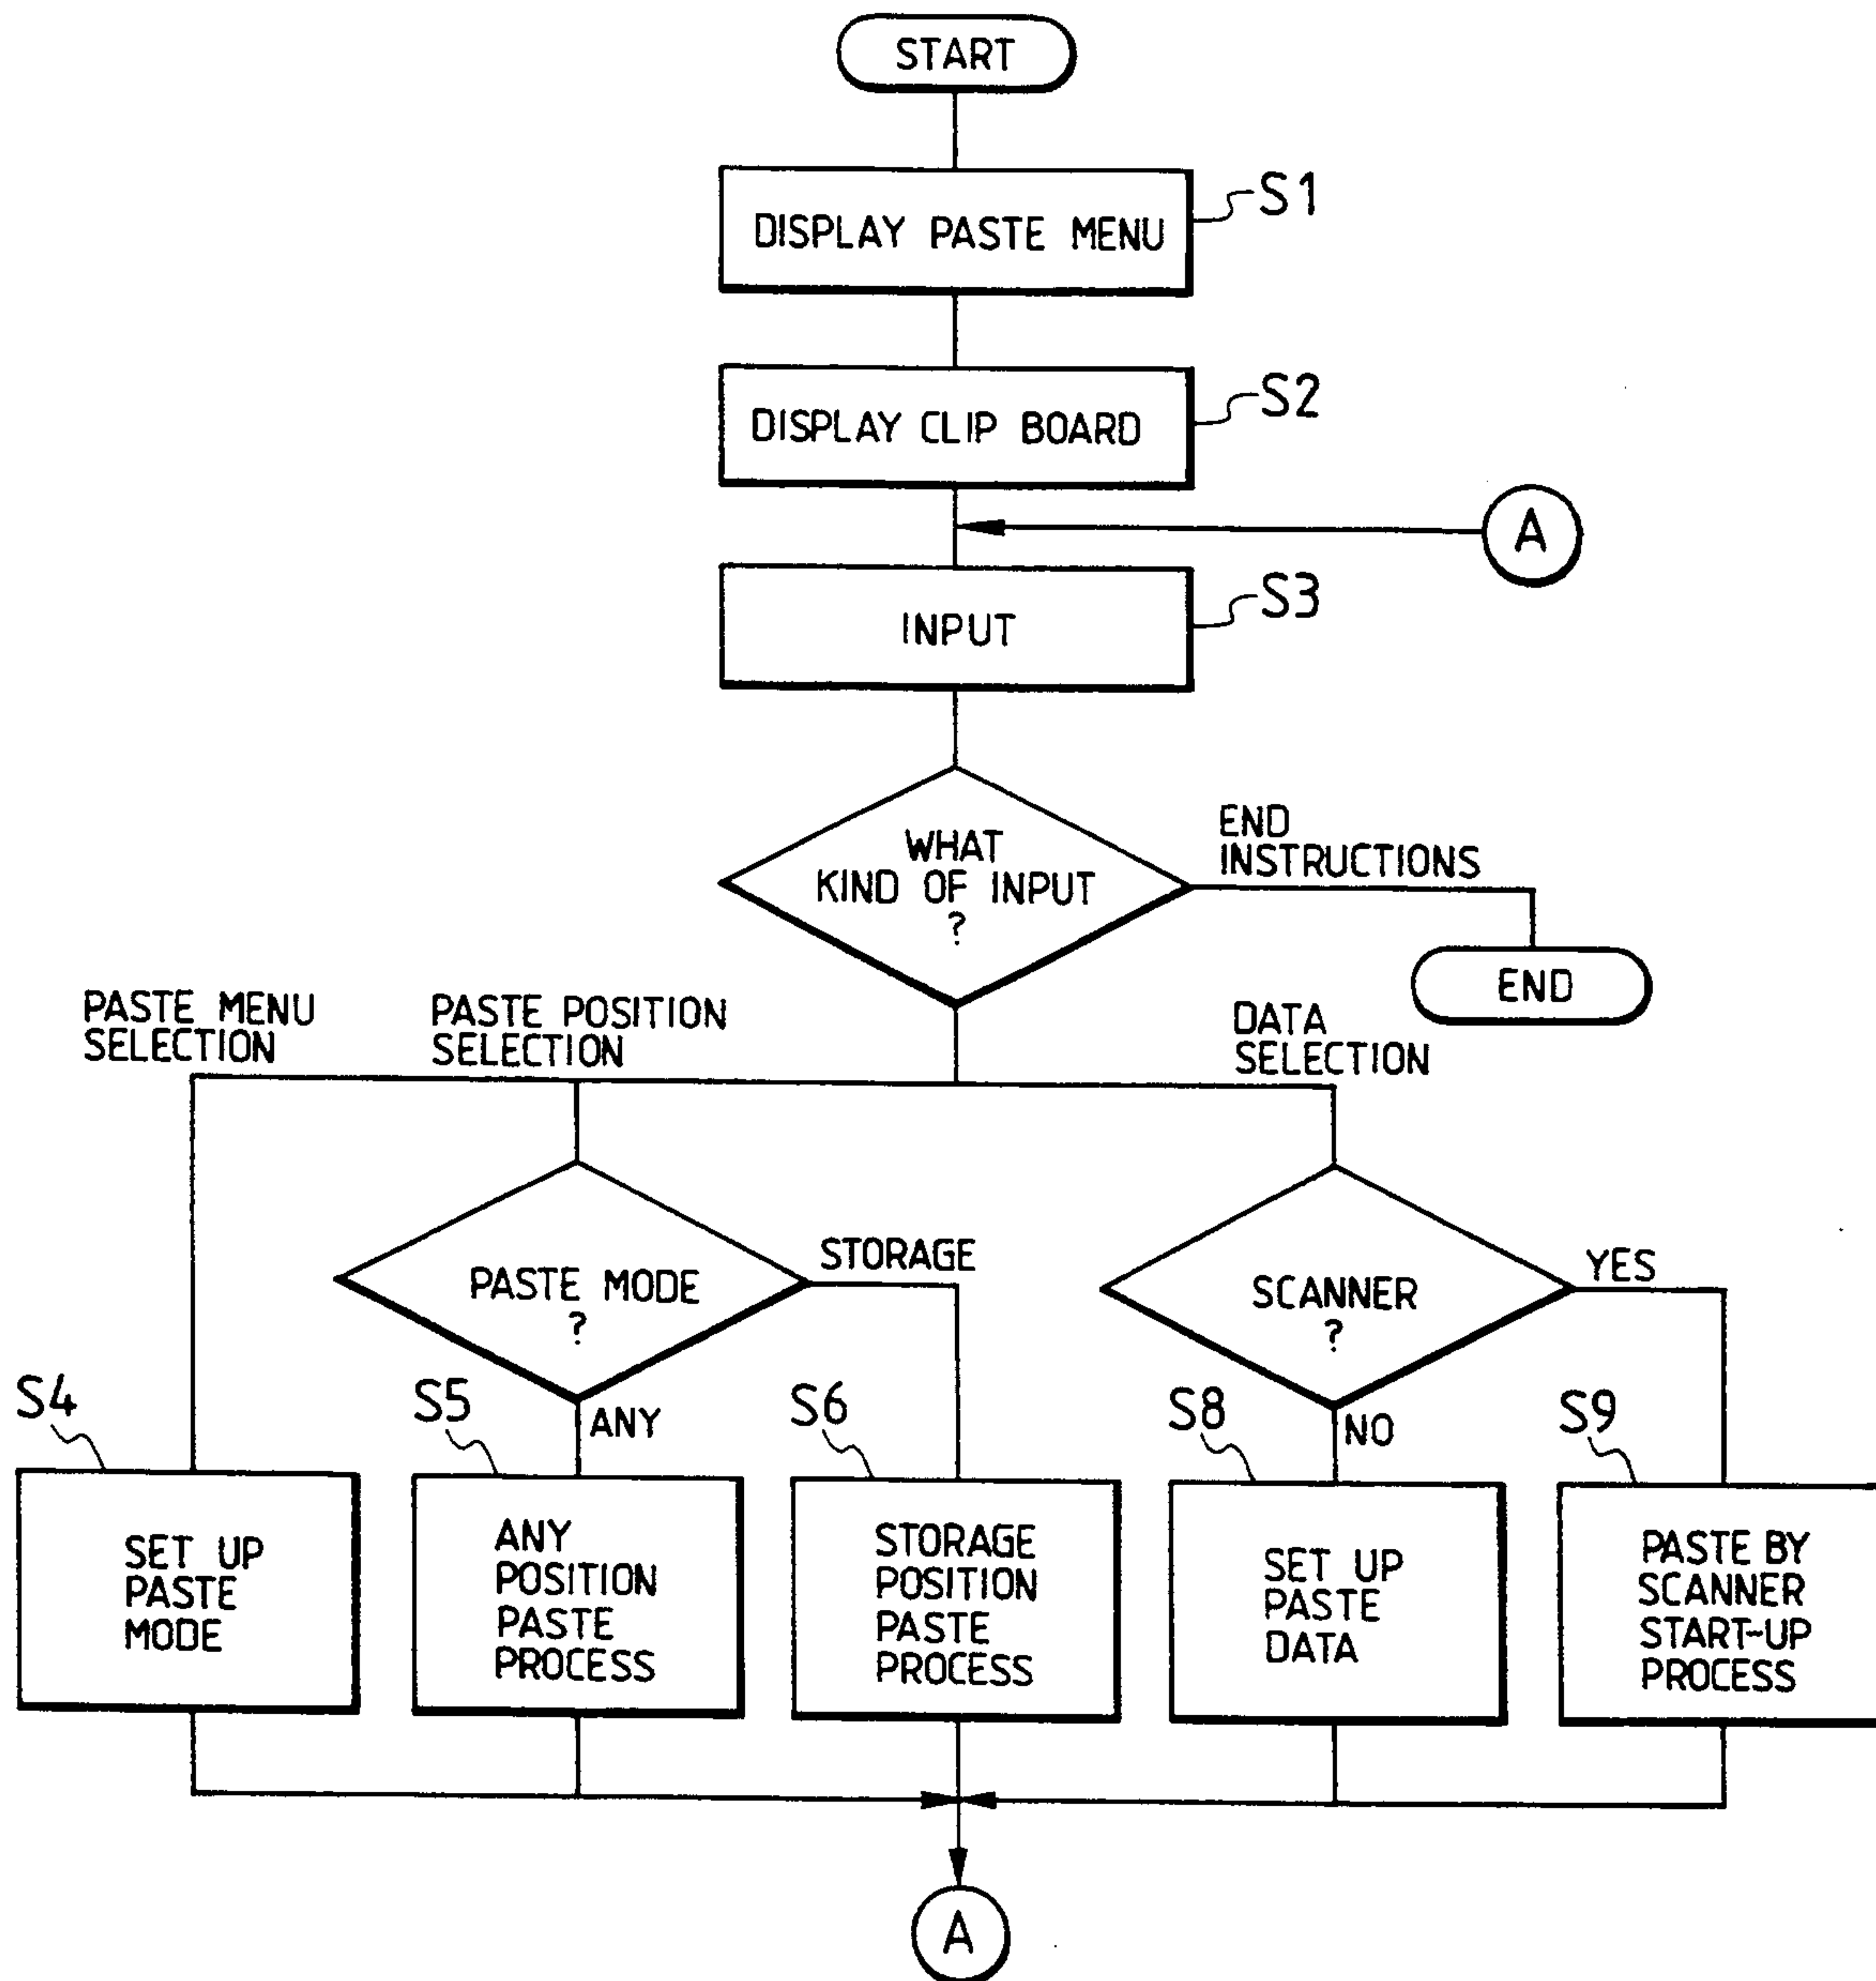 START
DISPLAY PASTE MENU
S1
DISPLAY CLIP BOARD
S2
A
INPUT
S3
WHAT
KIND OF INPUT
?
END
INSTRUCTIONS
END
PASTE MENU
SELECTION
PASTE POSITION
SELECTION
DATA
SELECTION
PASTE MODE
?
STORAGE
ANY
SCANNER
?
YES
NO
S4
SET UP
PASTE
MODE
S5
ANY
POSITION
PASTE
PROCESS
S6
STORAGE
POSITION
PASTE
PROCESS
S8
SET UP
PASTE
DATA
S9
PASTE BY
SCANNER
START-UP
PROCESS
A